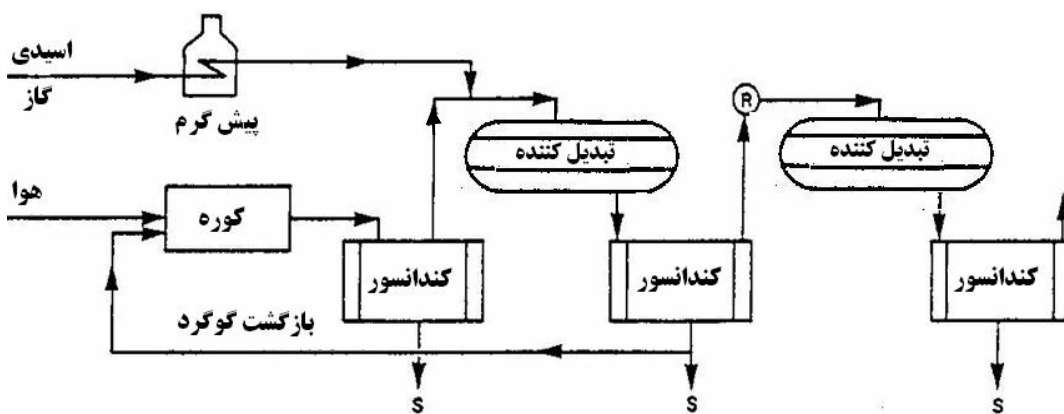 اسیدی
گاز
پیش گرم
R
تبدیل کننده
تبدیل کننده
هوا
کوره
کندانسور
کندانسور
کندانسور
بازگشت گوگرد
S
S
S